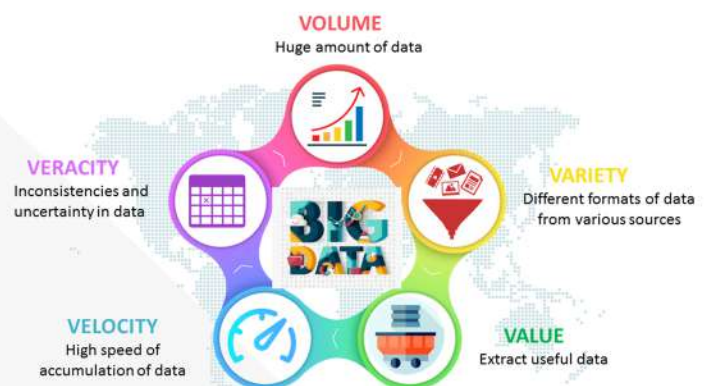 VOLUME
Huge amount of data
VERACITY
Inconsistencies and
uncertainty in data
VARIETY
Different formats of data
from various sources
BIG
DATA
VELOCITY
High speed of
accumulation of data
VALUE
Extract useful data